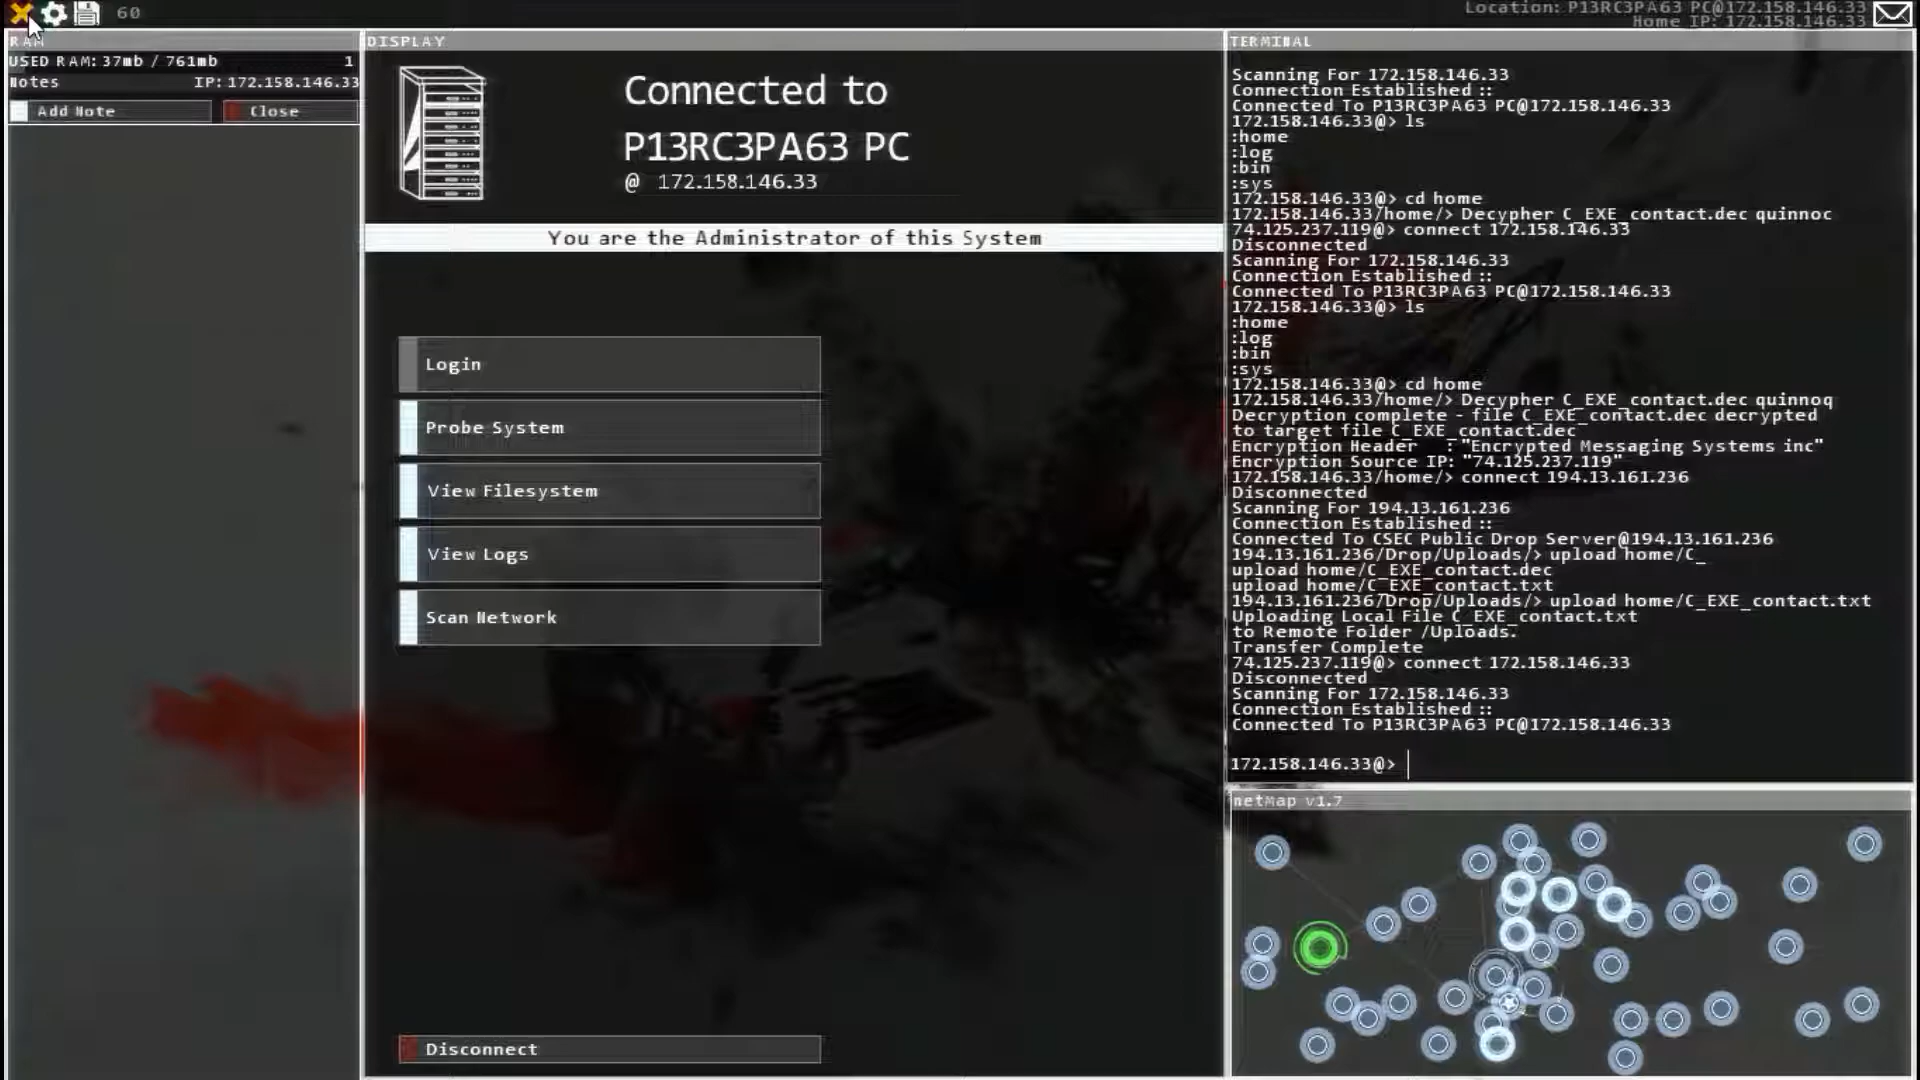 60
Location: P13RC3PA63 PC@172.158.146.33
Home IP: 172.158.146.33
RAM
USED RAM: 37mb / 761mb 1
Notes IP: 172.158.146.33
Add Note
Close
DISPLAY
Connected to
P13RC3PA63 PC
@ 172.158.146.33
You are the Administrator of this System
Login
Probe System
View Filesystem
View Logs
Scan Network
Disconnect
TERMINAL
Scanning For 172.158.146.33
Connection Established ::
Connected To P13RC3PA63 PC@172.158.146.33
172.158.146.33@> ls
:home
:log
:bin
:sys
172.158.146.33@> cd home
172.158.146.33/home/> Decypher C_EXE_contact.dec quinnoc
74.125.237.119@> connect 172.158.146.33
Disconnected
Scanning For 172.158.146.33
Connection Established ::
Connected To P13RC3PA63 PC@172.158.146.33
172.158.146.33@> ls
:home
:log
:bin
:sys
172.158.146.33@> cd home
172.158.146.33/home/> Decypher C_EXE_contact.dec quinnoq
Decryption complete - file C_EXE_contact.dec decrypted
to target file C_EXE_contact.dec
Encryption Header   : "Encrypted Messaging Systems inc"
Encryption Source IP: "74.125.237.119"
172.158.146.33/home/> connect 194.13.161.236
Disconnected
Scanning For 194.13.161.236
Connection Established ::
Connected To CSEC Public Drop Server@194.13.161.236
194.13.161.236/Drop/Uploads/> upload home/C_
upload home/C_EXE_contact.dec
upload home/C_EXE_contact.txt
194.13.161.236/Drop/Uploads/> upload home/C_EXE_contact.txt
Uploading Local File C_EXE_contact.txt
to Remote Folder /Uploads.
Transfer Complete
74.125.237.119@> connect 172.158.146.33
Disconnected
Scanning For 172.158.146.33
Connection Established ::
Connected To P13RC3PA63 PC@172.158.146.33
172.158.146.33@>
netMap v1.7